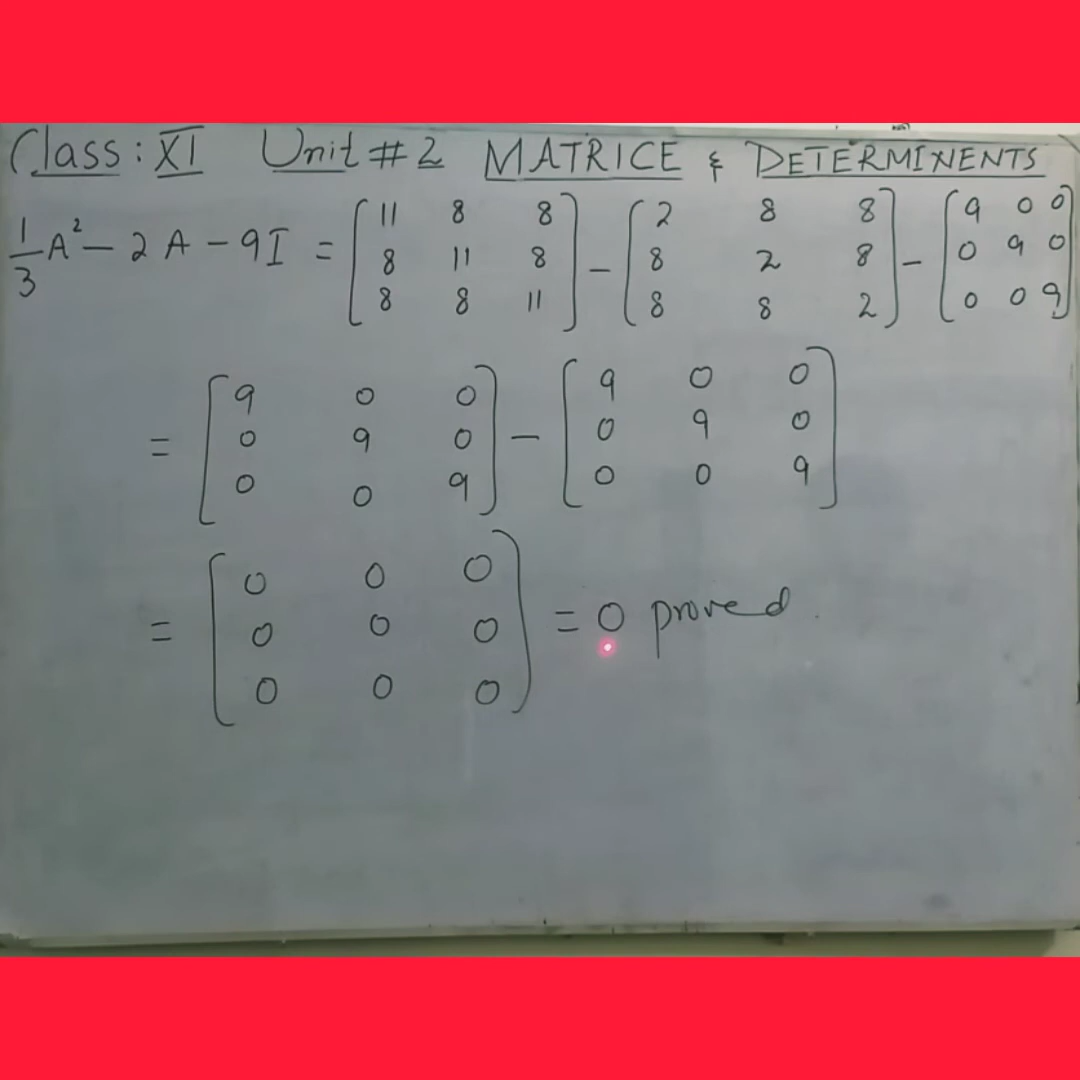 Class: XI Unit # 2 MATRICE & DETERMINENTS
1/3 A² - 2A - 9I = [11 8 8] - [2 8 8] - [9 0 0]
[8 11 8] [8 2 8] [0 9 0]
[8 8 11] [8 8 2] [0 0 9]
= [9 0 0] - [9 0 0]
[0 9 0] [0 9 0]
[0 0 9] [0 0 9]
= [0 0 0] = 0 proved.
[0 0 0]
[0 0 0]